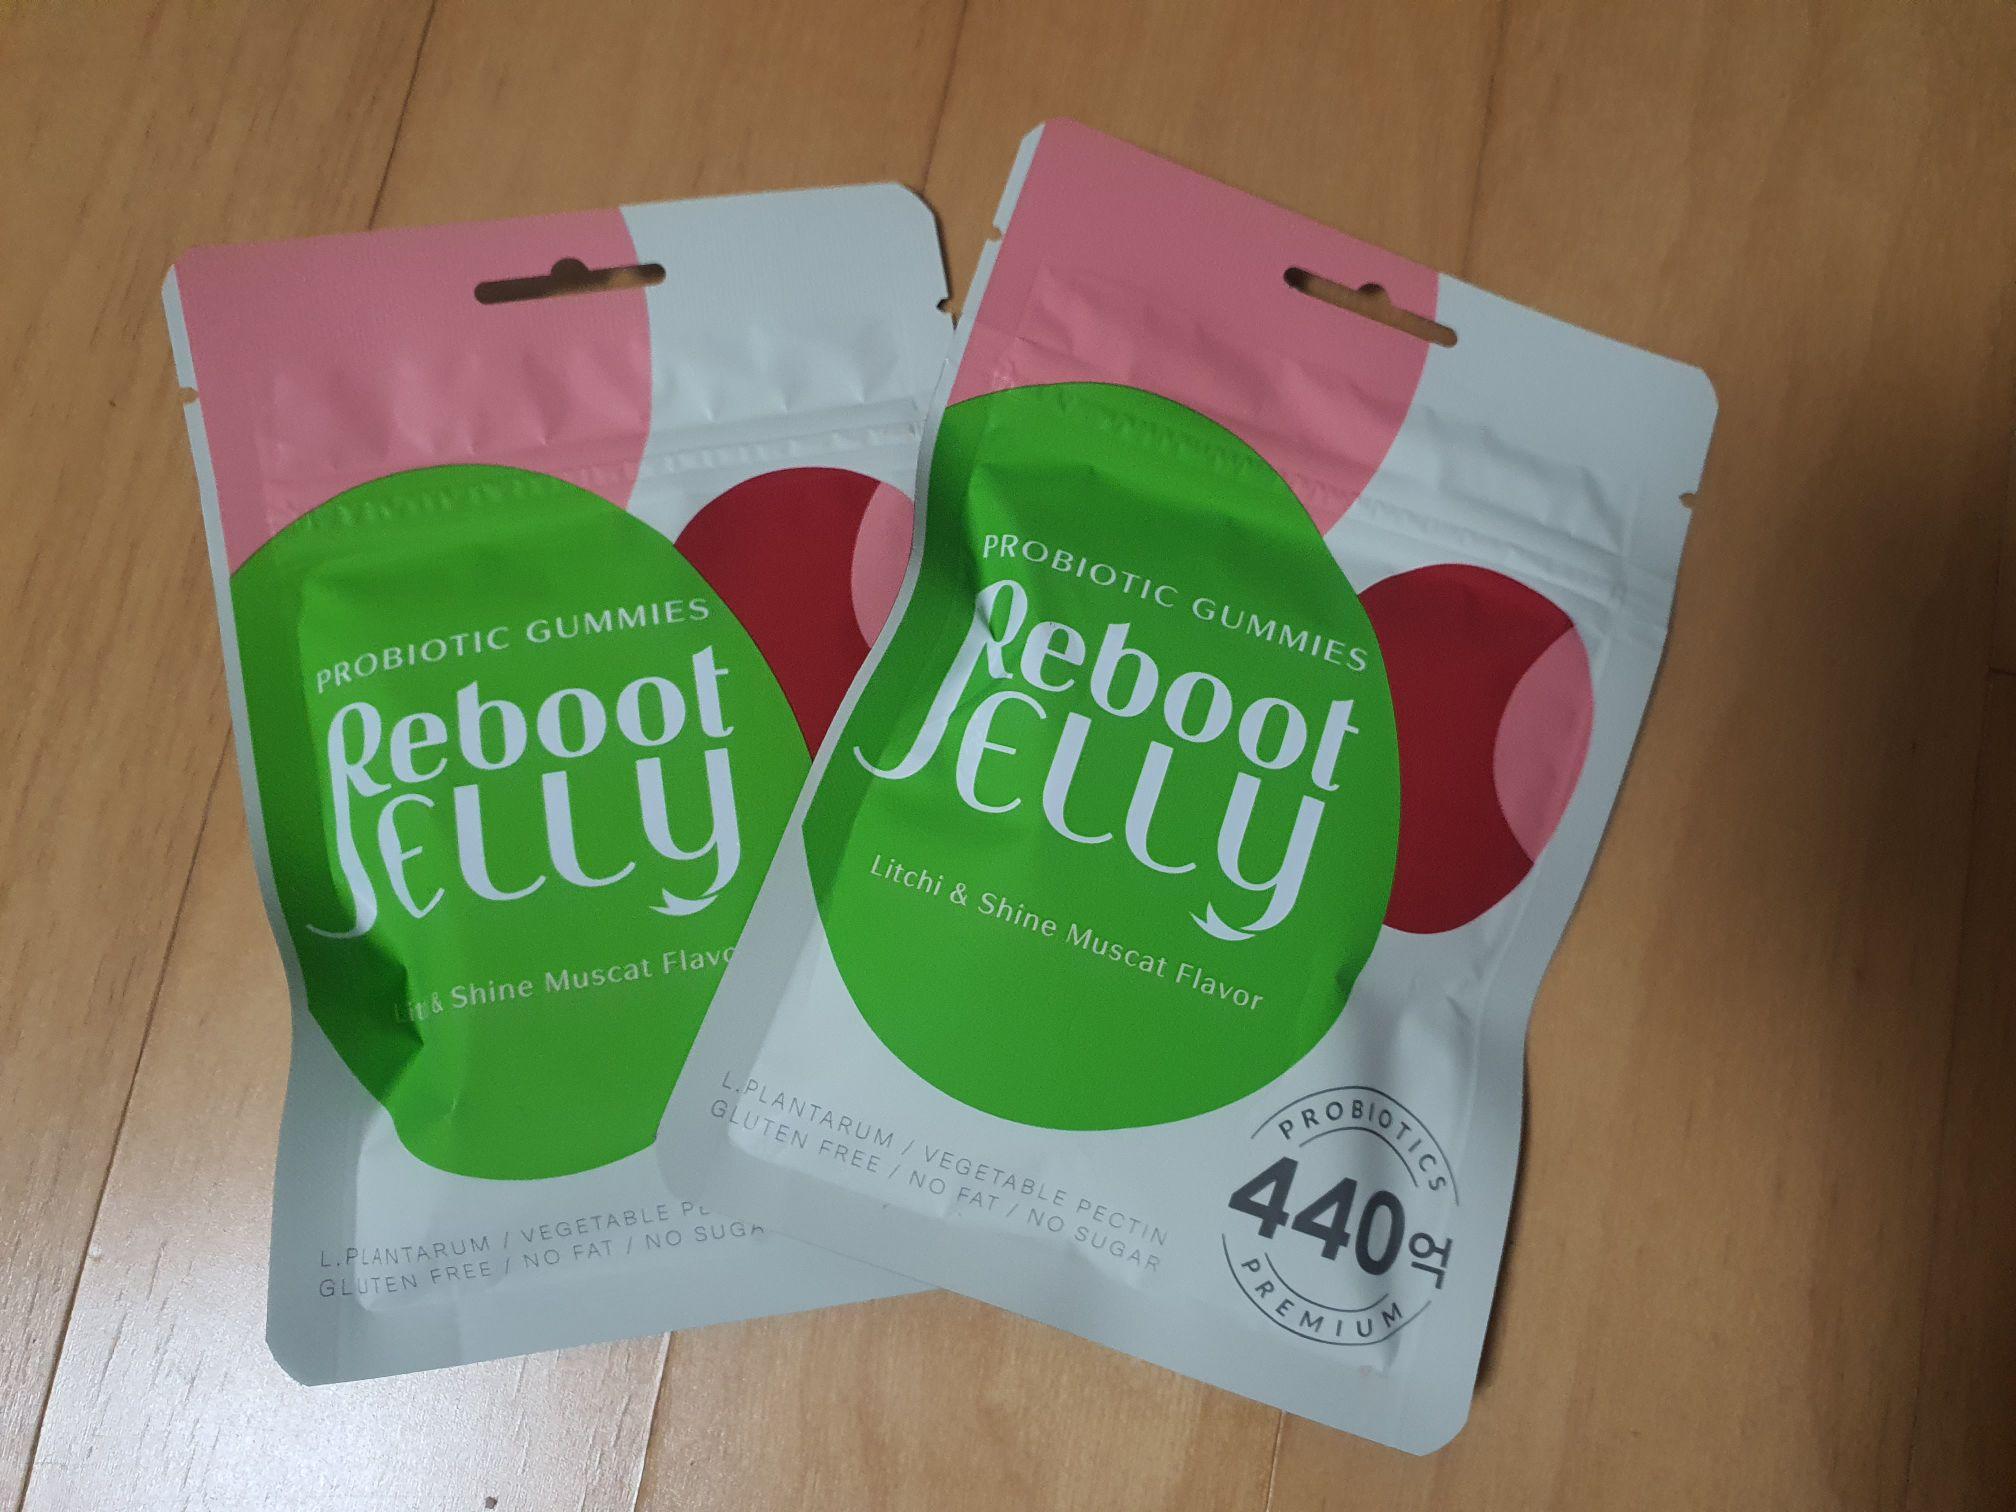 PROBIOTIC GUMMIES
Reboot
JELLY
& Shine Muscat
L.PLANTARUM / VEGETABLE
GLUTEN FREE / NO FAT / NO
PROBIOTIC GUMMIES
Reboot
JELLY
Litchi & Shine Muscat Flavor
L.PLANTARUM / VEGETABLE PECTIN
GLUTEN FREE / NO FAT / NO SUGAR
PROBIOTICS
440억
PREMIUM